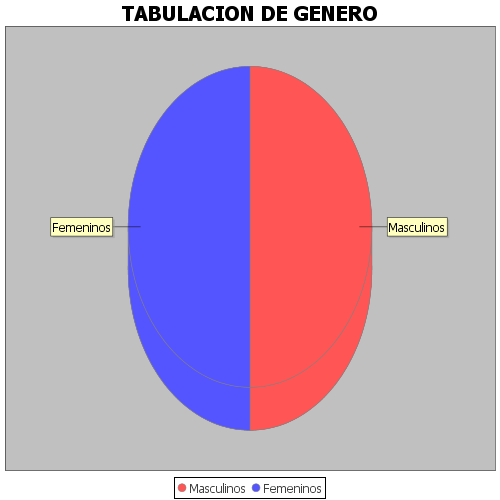 TABULACION DE GENERO
Femeninos
Masculinos
Masculinos Femeninos